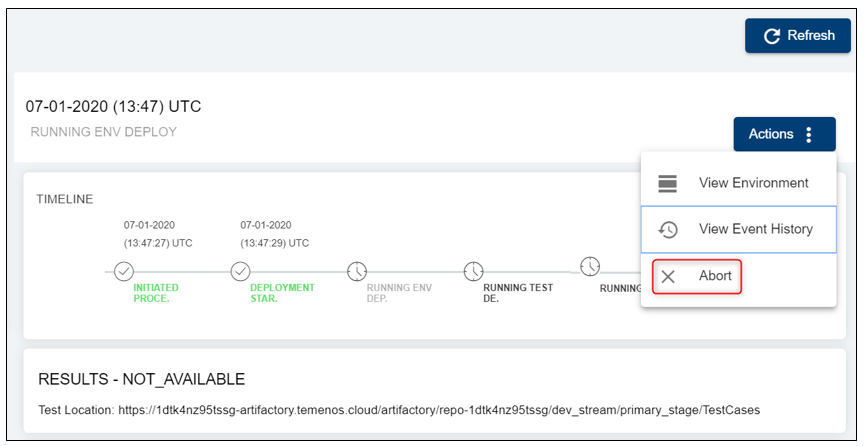 Refresh
07-01-2020 (13:47) UTC
RUNNING ENV DEPLOY
Actions
View Environment
View Event History
Abort
TIMELINE
07-01-2020
(13:47:27) UTC
07-01-2020
(13:47:29) UTC
INITIATED
PROCE.
DEPLOYMENT
STAR.
RUNNING ENV
DEP.
RUNNING TEST
DE.
RUNNING
RESULTS - NOT_AVAILABLE
Test Location: https://1dtk4nz95tssg-artifactory.temenos.cloud/artifactory/repo-1dtk4nz95tssg/dev_stream/primary_stage/TestCases